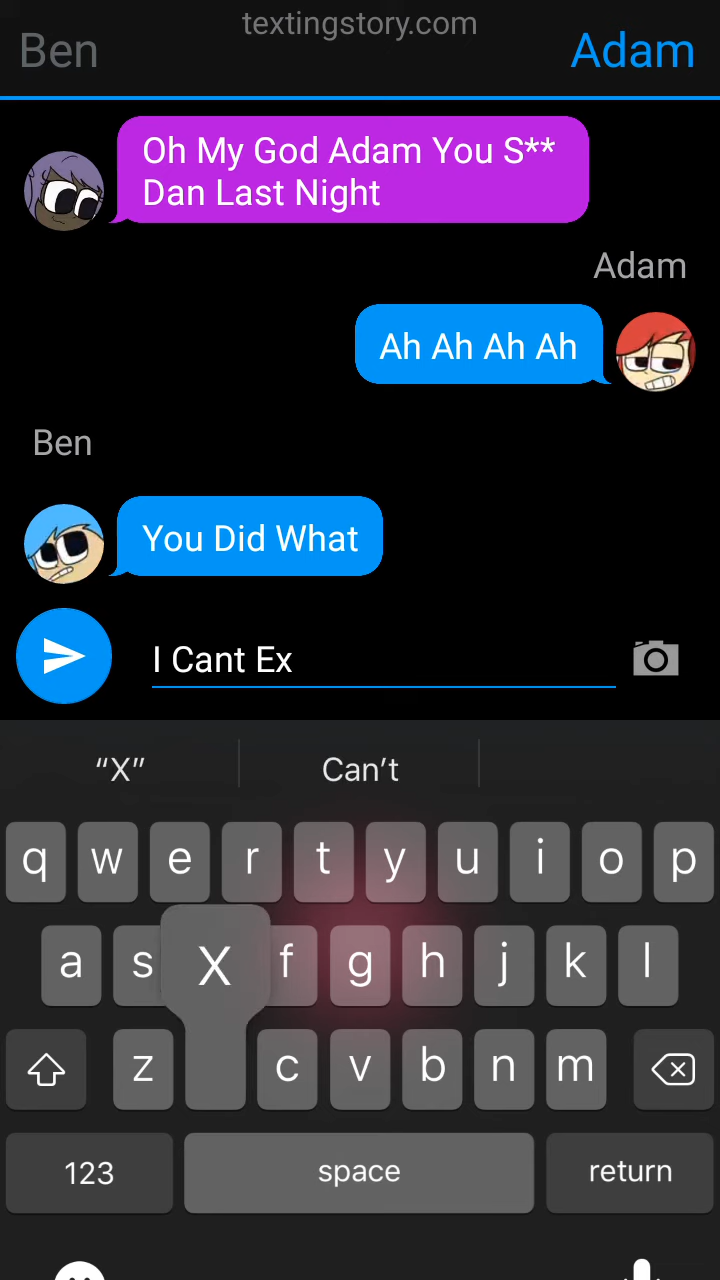 textingstory.com
Ben
Adam
Oh My God Adam You S**
Dan Last Night
Adam
Ah Ah Ah Ah
Ben
You Did What
I Cant Ex
“X”
Can’t
q w e r t y u i o p
a s X f g h j k l
z c v b n m
123 space return